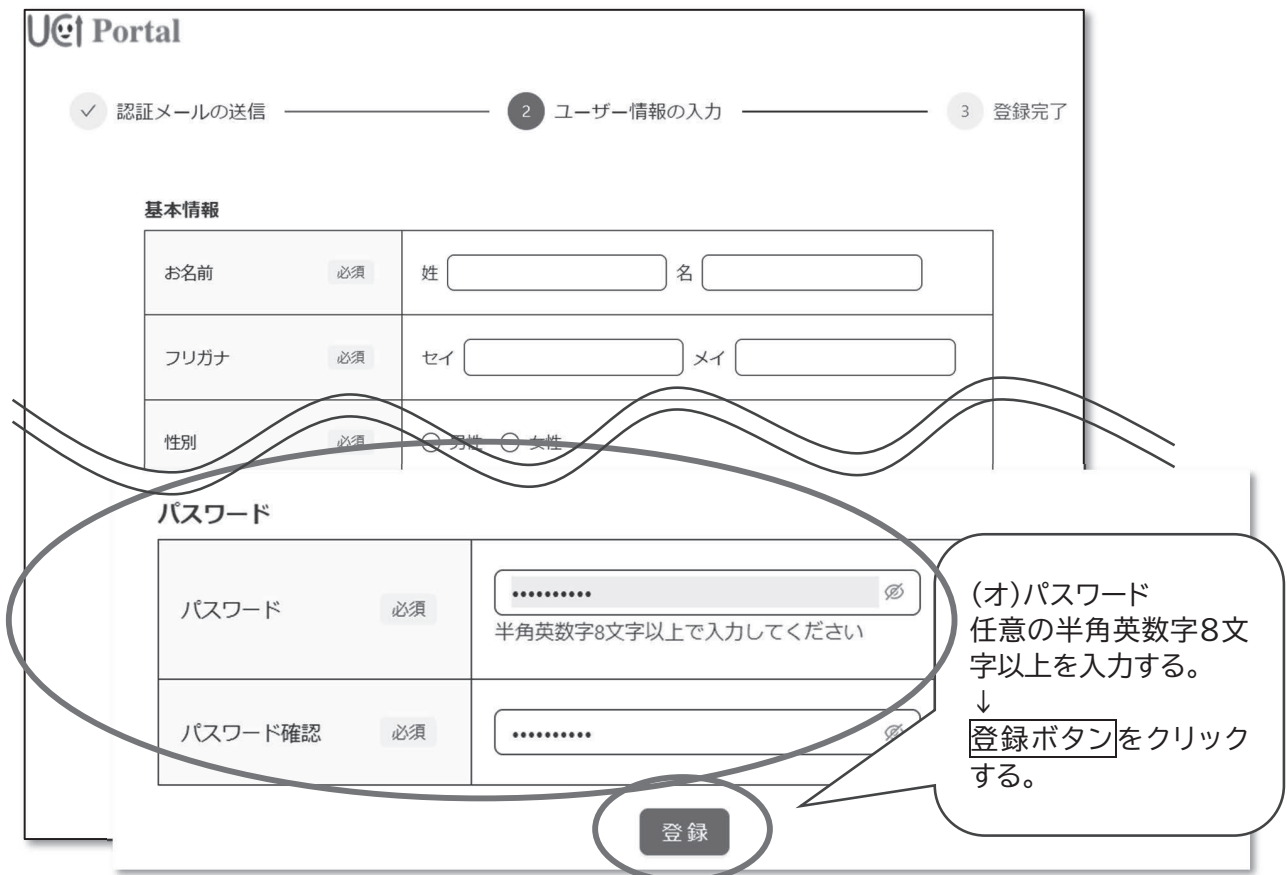 UCI Portal
✓ 認証メールの送信 2 ユーザー情報の入力 3 登録完了
基本情報
お名前 必須 姓 名
フリガナ 必須 セイ メイ
性別 必須 ○ 男性 ○ 女性
パスワード
パスワード 必須 ••••••••••
半角英数字8文字以上で入力してください
パスワード確認 必須 ••••••••••
登録
(オ)パスワード
任意の半角英数字8文
字以上を入力する。
↓
登録ボタンをクリック
する。